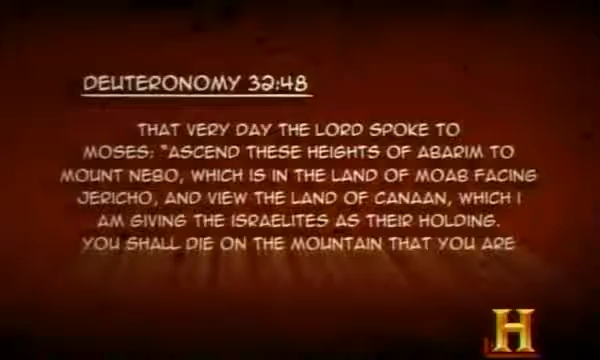 DEUTERONOMY 32:48
THAT VERY DAY THE LORD SPOKE TO
MOSES: "ASCEND THESE HEIGHTS OF ABARIM TO
MOUNT NEBO, WHICH IS IN THE LAND OF MOAB FACING
JERICHO, AND VIEW THE LAND OF CANAAN, WHICH I
AM GIVING THE ISRAELITES AS THEIR HOLDING.
YOU SHALL DIE ON THE MOUNTAIN THAT YOU ARE
H